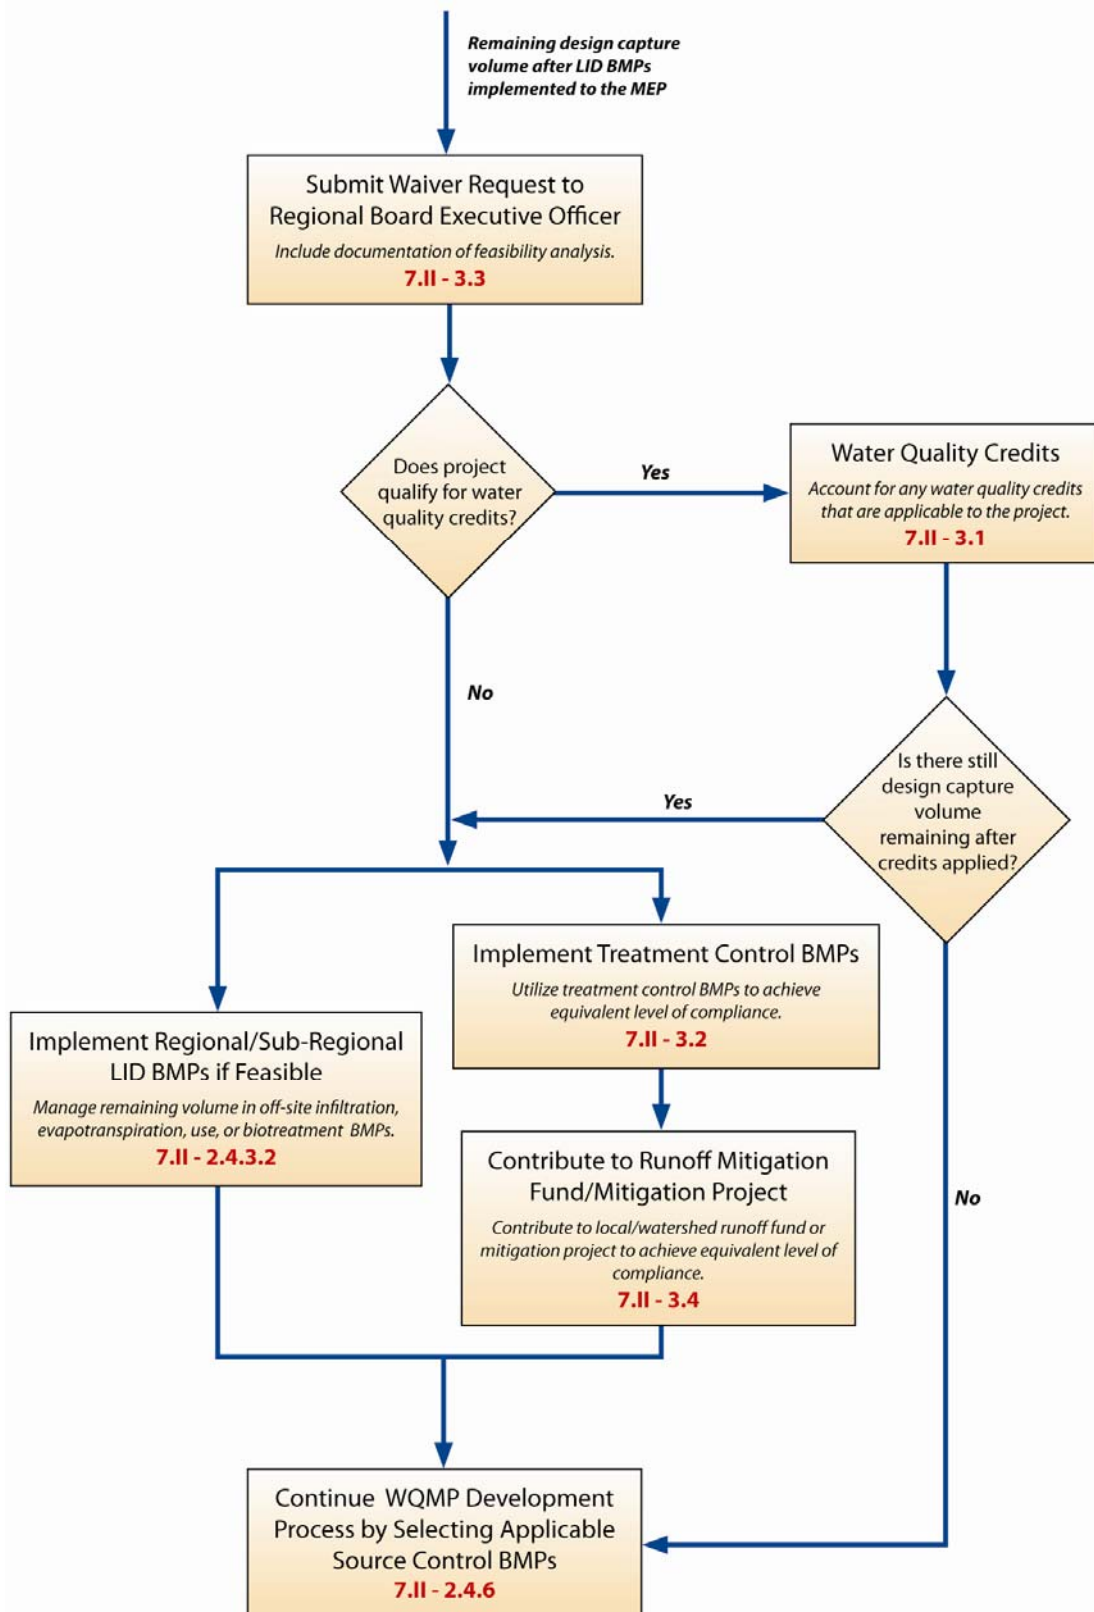 Remaining design capture
volume after LID BMPs
implemented to the MEP
Submit Waiver Request to
Regional Board Executive Officer
Include documentation of feasibility analysis.
7.II - 3.3
Does project
qualify for water
quality credits?
Yes
Water Quality Credits
Account for any water quality credits
that are applicable to the project.
7.II - 3.1
No
Is there still
design capture
volume
remaining after
credits applied?
Yes
Implement Treatment Control BMPs
Utilize treatment control BMPs to achieve
equivalent level of compliance.
7.II - 3.2
Implement Regional/Sub-Regional
LID BMPs if Feasible
Manage remaining volume in off-site infiltration,
evapotranspiration, use, or biotreatment BMPs.
7.II - 2.4.3.2
Contribute to Runoff Mitigation
Fund/Mitigation Project
Contribute to local/watershed runoff fund or
mitigation project to achieve equivalent level of
compliance.
7.II - 3.4
No
Continue WQMP Development
Process by Selecting Applicable
Source Control BMPs
7.II - 2.4.6